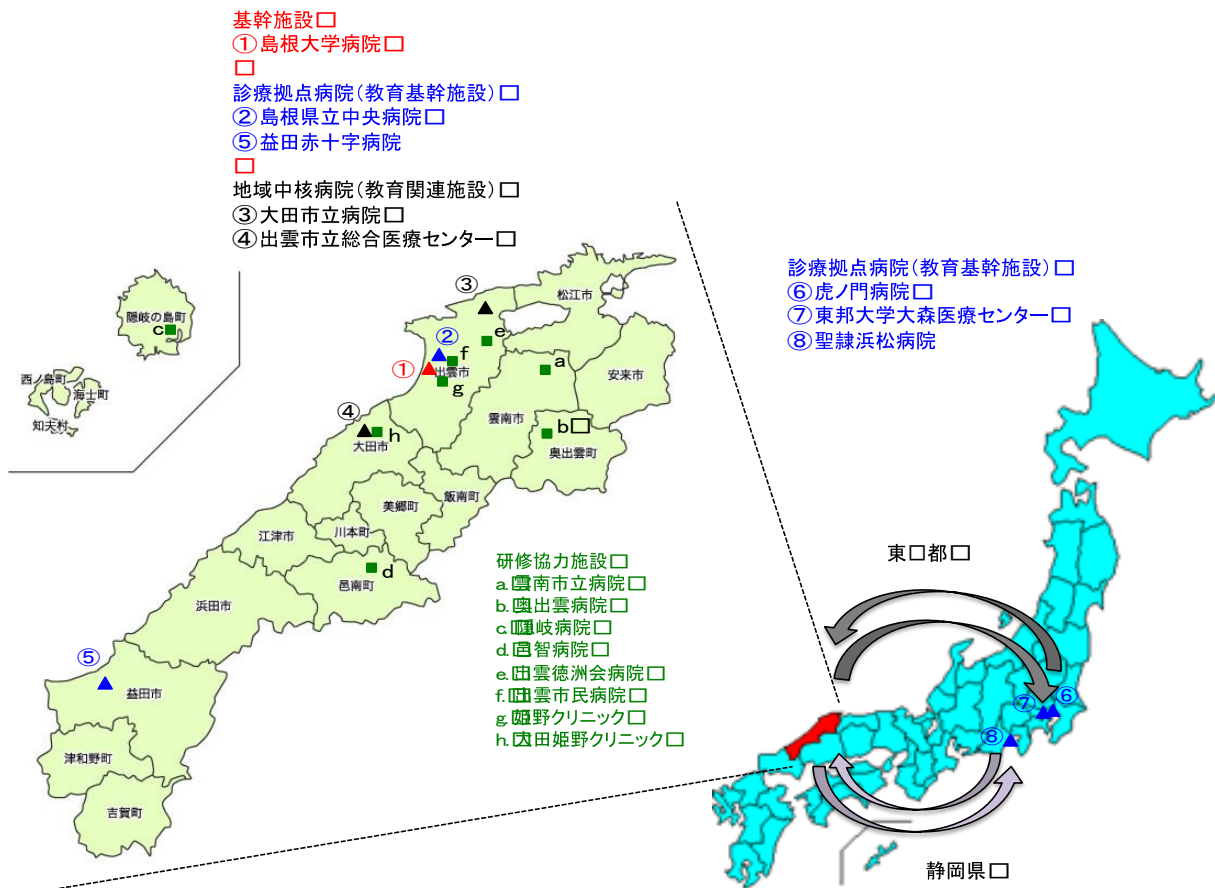 基幹施設□
①島根大学病院□
□
診療拠点病院(教育基幹施設)□
②島根県立中央病院□
⑤益田赤十字病院
□
地域中核病院(教育関連施設)□
③大田市立病院□
④出雲市立総合医療センター□
診療拠点病院(教育基幹施設)□
⑥虎ノ門病院□
⑦東邦大学大森医療センター□
⑧聖隷浜松病院
隠岐の島町
c
西ノ島町
海士町
知夫村
③
松江市
②
e
f
①
出雲市
g
a
安来市
雲南市
④
h
大田市
b□
奥出雲町
飯南町
美郷町
川本町
江津市
d
邑南町
浜田市
⑤
益田市
津和野町
吉賀町
研修協力施設□
a.雲南市立病院□
b.奥出雲病院□
c.隠岐病院□
d.邑智病院□
e.出雲徳洲会病院□
f.出雲市民病院□
g.姫野クリニック□
h.大田姫野クリニック□
東□都□
⑦
⑥
⑧
静岡県□